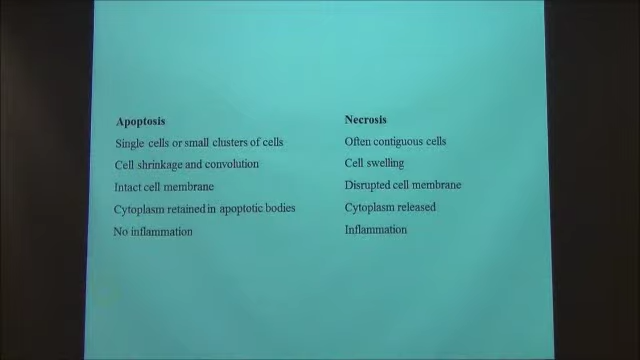 Apoptosis Necrosis
Single cells or small clusters of cells Often contiguous cells
Cell shrinkage and convolution Cell swelling
Intact cell membrane Disrupted cell membrane
Cytoplasm retained in apoptotic bodies Cytoplasm released
No inflammation Inflammation